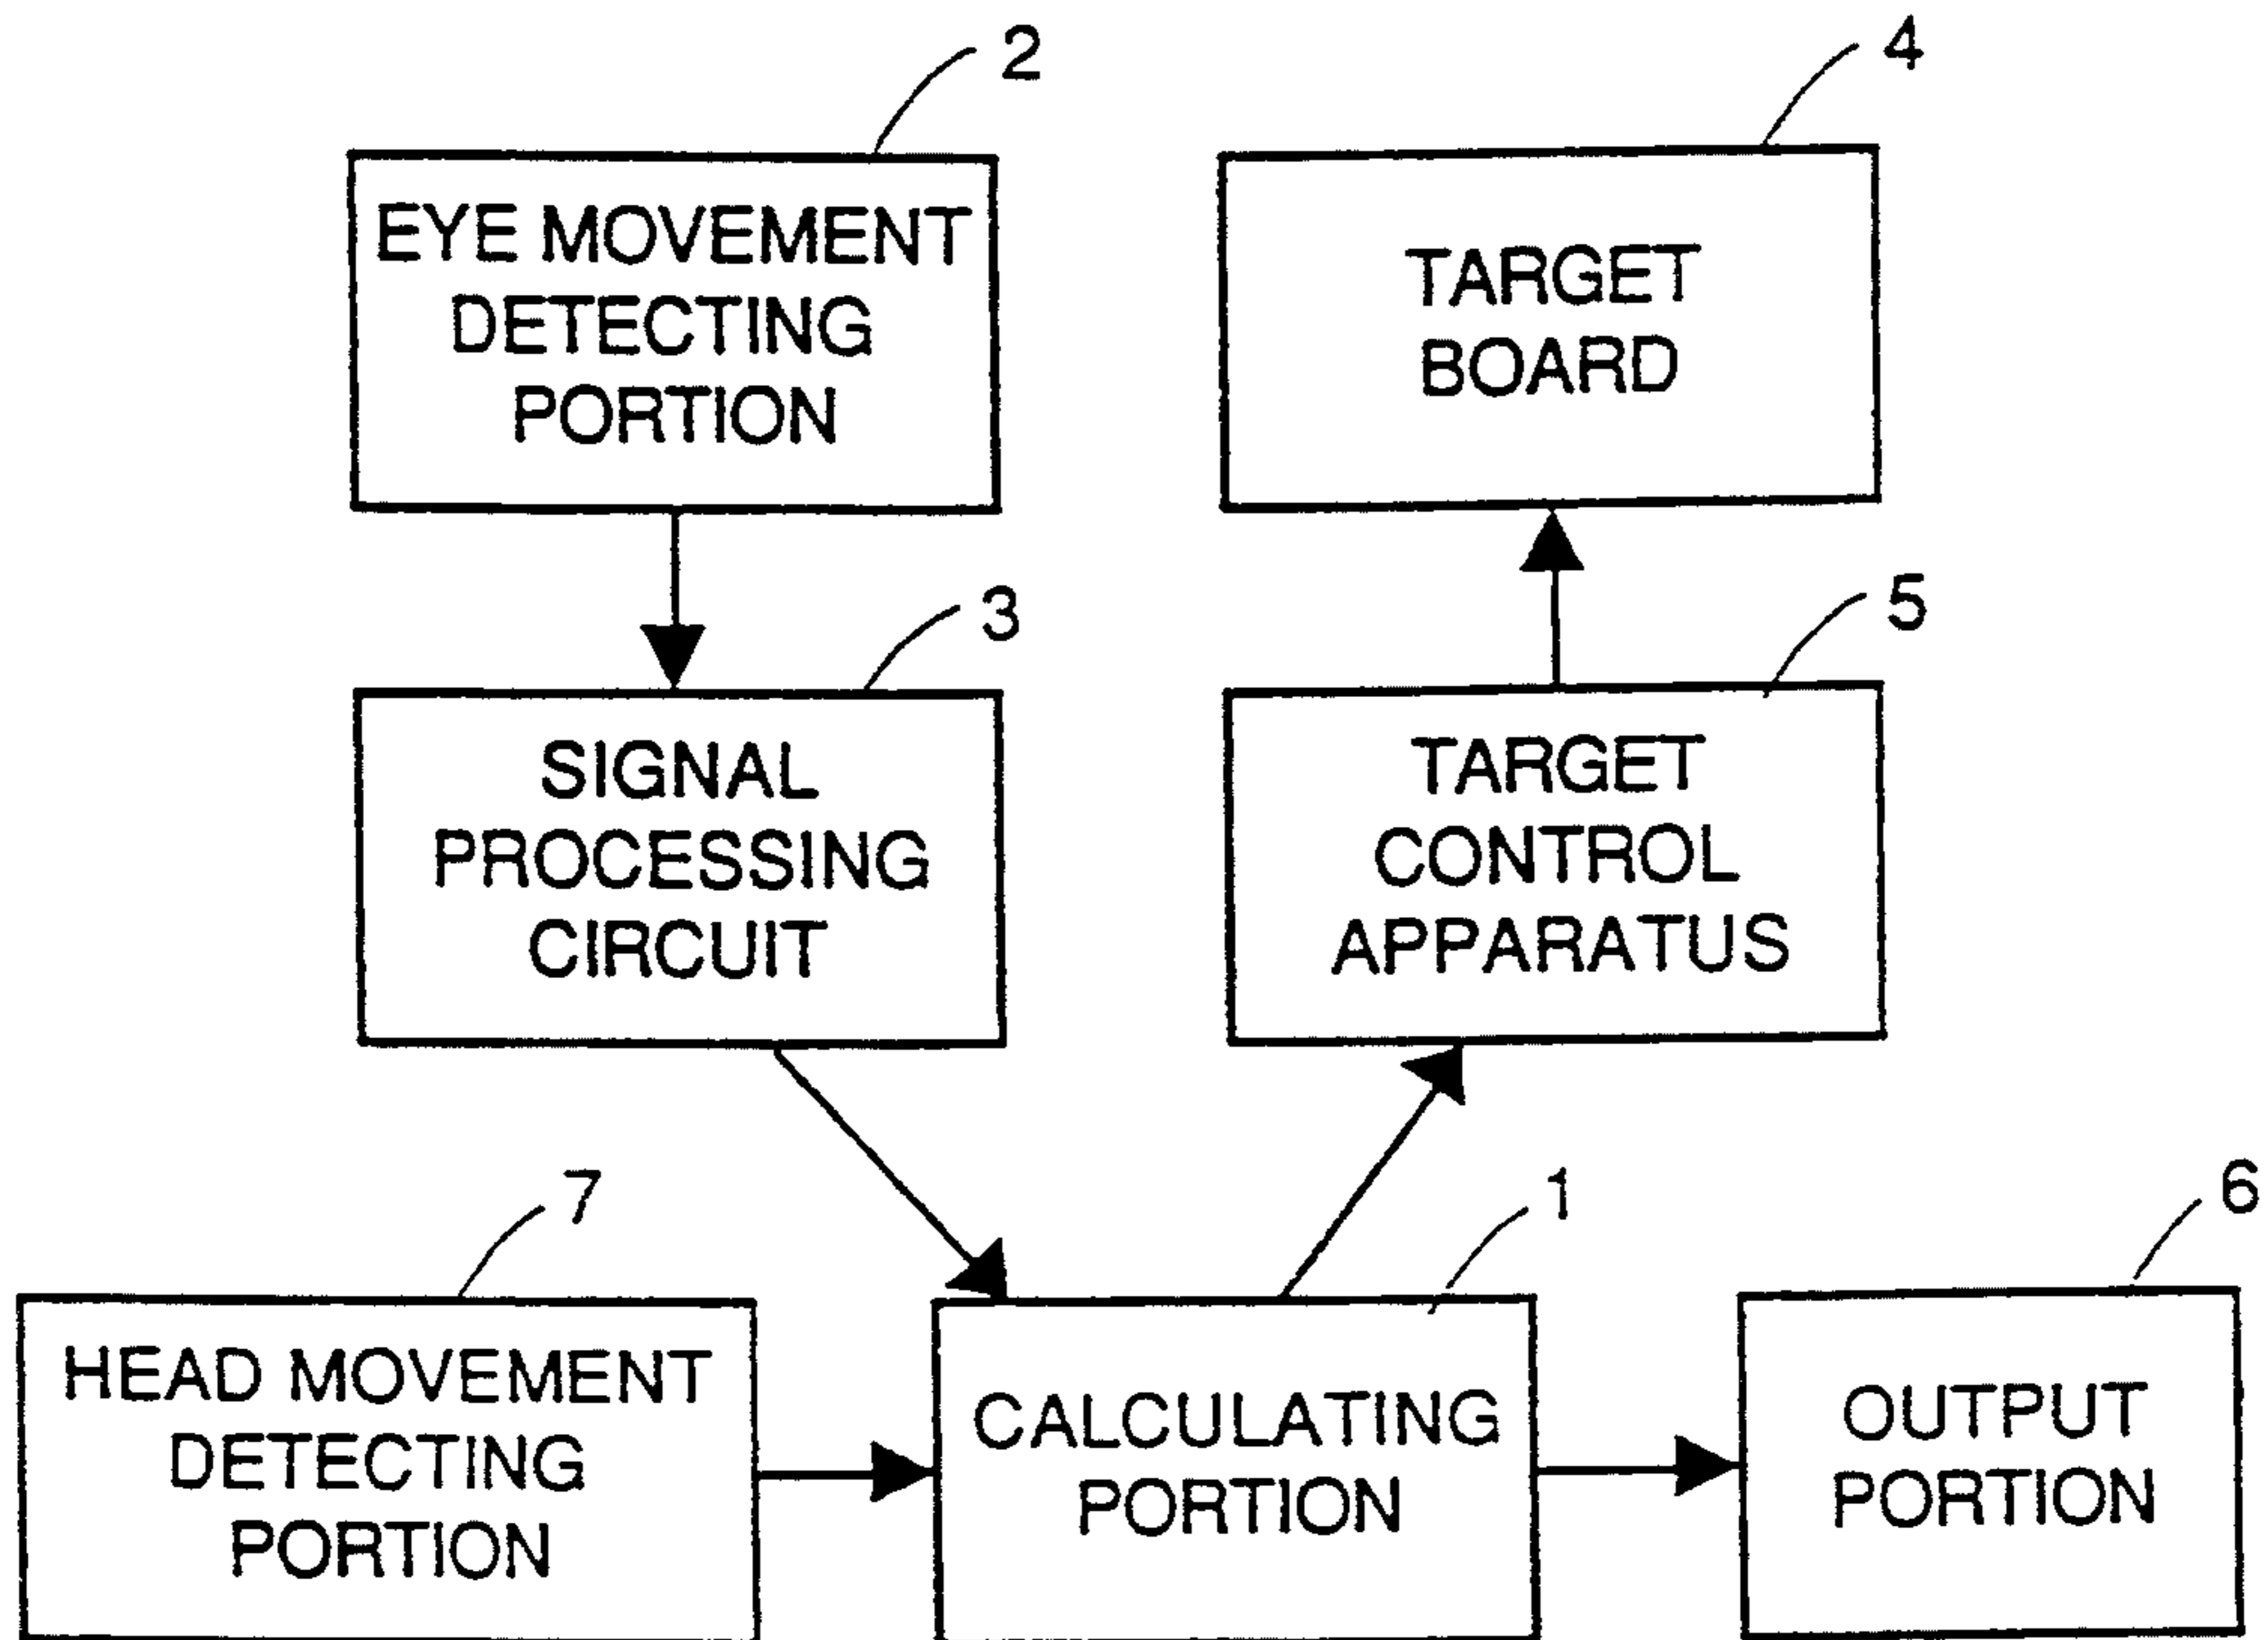 2
EYE MOVEMENT
DETECTING
PORTION
4
TARGET
BOARD
3
SIGNAL
PROCESSING
CIRCUIT
5
TARGET
CONTROL
APPARATUS
7
HEAD MOVEMENT
DETECTING
PORTION
1
CALCULATING
PORTION
6
OUTPUT
PORTION